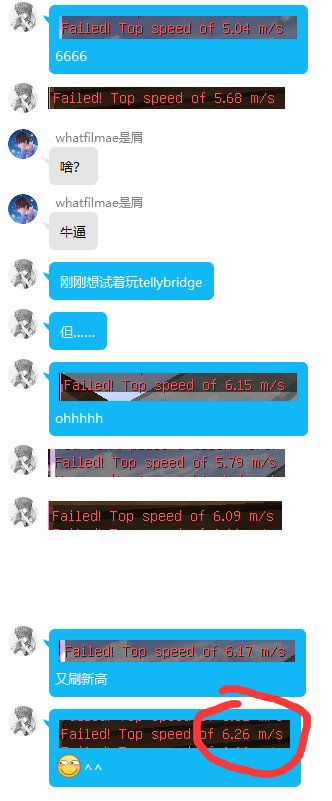 Failed! Top speed of 5.04 m/s
6666
Failed! Top speed of 5.68 m/s
whatfilmae是屑
啥?
whatfilmae是屑
牛逼
刚刚想试着玩tellybridge
但......
Failed! Top speed of 6.15 m/s
ohhhhh
Failed! Top speed of 5.79 m/s
Failed! Top speed of 6.09 m/s
Failed! Top speed of 6.17 m/s
又刷新高
Failed! Top speed of 6.26 m/s
^ ^